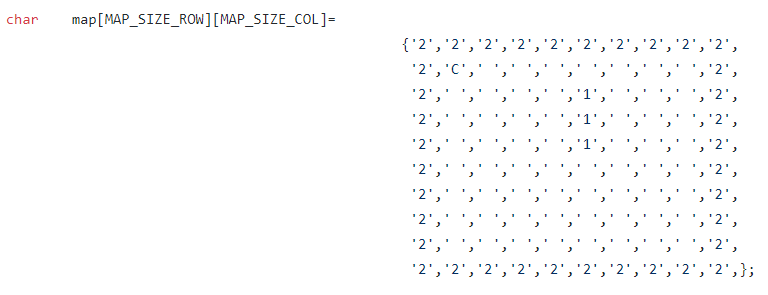 char    map[MAP_SIZE_ROW][MAP_SIZE_COL]=
{'2','2','2','2','2','2','2','2','2','2',
'2','C',' ',' ',' ',' ',' ',' ',' ','2',
'2',' ',' ',' ',' ','1',' ',' ',' ','2',
'2',' ',' ',' ',' ','1',' ',' ',' ','2',
'2',' ',' ',' ',' ','1',' ',' ',' ','2',
'2',' ',' ',' ',' ',' ',' ',' ',' ','2',
'2',' ',' ',' ',' ',' ',' ',' ',' ','2',
'2',' ',' ',' ',' ',' ',' ',' ',' ','2',
'2',' ',' ',' ',' ',' ',' ',' ',' ','2',
'2','2','2','2','2','2','2','2','2','2',};